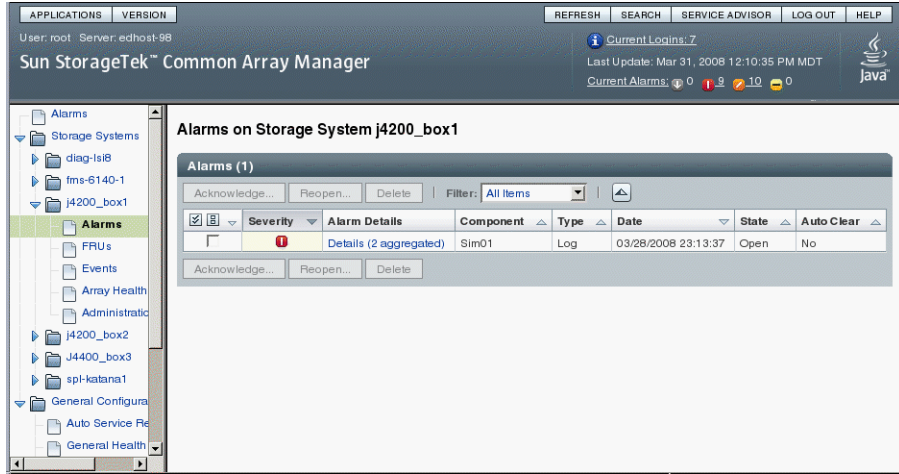 APPLICATIONS VERSION REFRESH SEARCH SERVICE ADVISOR LOG OUT HELP
User: root Server: edhost-98
Current Logins: 7
Sun StorageTek™ Common Array Manager
Last Update: Mar 31, 2008 12:10:35 PM MDT
Current Alarms: 0 9 10 0
Java
Alarms
Storage Systems
diag-lsi8
fms-6140-1
j4200_box1
Alarms
FRUs
Events
Array Health
Administratio
j4200_box2
J4400_box3
spl-katana1
General Configura
Auto Service Re
General Health
Alarms on Storage System j4200_box1
Alarms (1)
Acknowledge... Reopen... Delete Filter: All Items
Severity Alarm Details Component Type Date State Auto Clear
Details (2 aggregated) Sim01 Log 03/28/2008 23:13:37 Open No
Acknowledge... Reopen... Delete